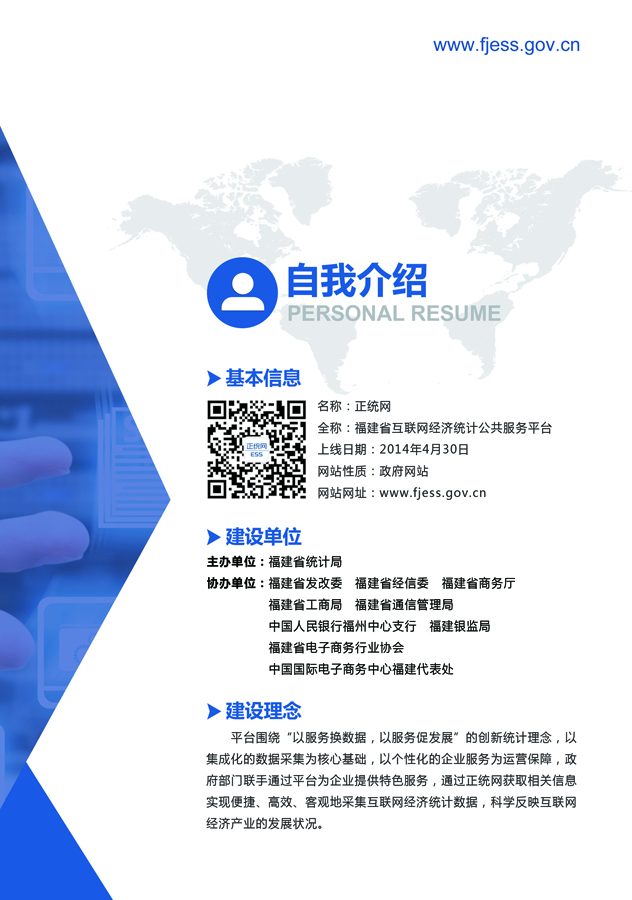 www.fjess.gov.cn
自我介绍
PERSONAL RESUME
基本信息
正统网
ESS
名称：正统网
全称：福建省互联网经济统计公共服务平台
上线日期：2014年4月30日
网站性质：政府网站
网站网址：www.fjess.gov.cn
建设单位
主办单位：福建省统计局
协办单位：福建省发改委 福建省经信委 福建省商务厅
福建省工商局 福建省通信管理局
中国人民银行福州中心支行 福建银监局
福建省电子商务行业协会
中国国际电子商务中心福建代表处
建设理念
平台围绕“以服务换数据，以服务促发展”的创新统计理念，以
集成化的数据采集为核心基础，以个性化的企业服务为运营保障，政
府部门联手通过平台为企业提供特色服务，通过正统网获取相关信息
实现便捷、高效、客观地采集互联网经济统计数据，科学反映互联网
经济产业的发展状况。